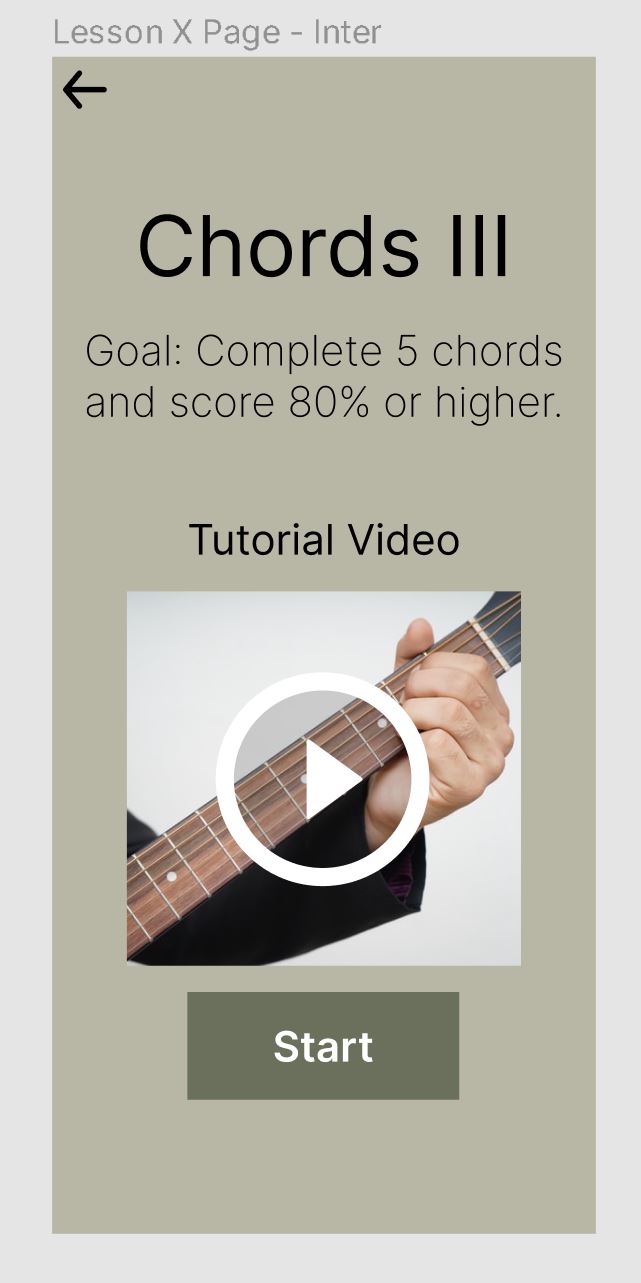 Lesson X Page - Inter
Chords III
Goal: Complete 5 chords
and score 80% or higher.
Tutorial Video
Start